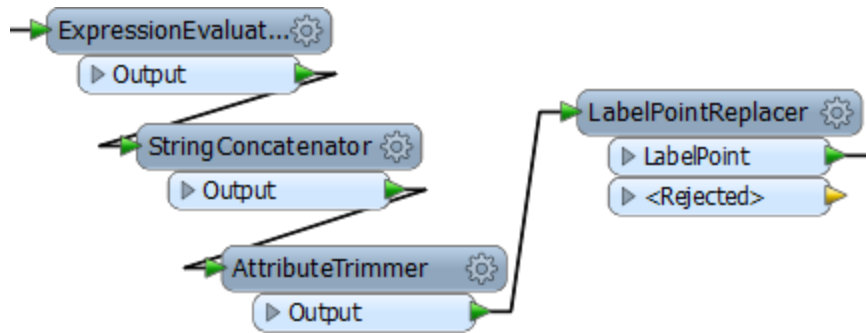 ExpressionEvaluat...
Output
StringConcatenator
Output
AttributeTrimmer
Output
LabelPointReplacer
LabelPoint
<Rejected>